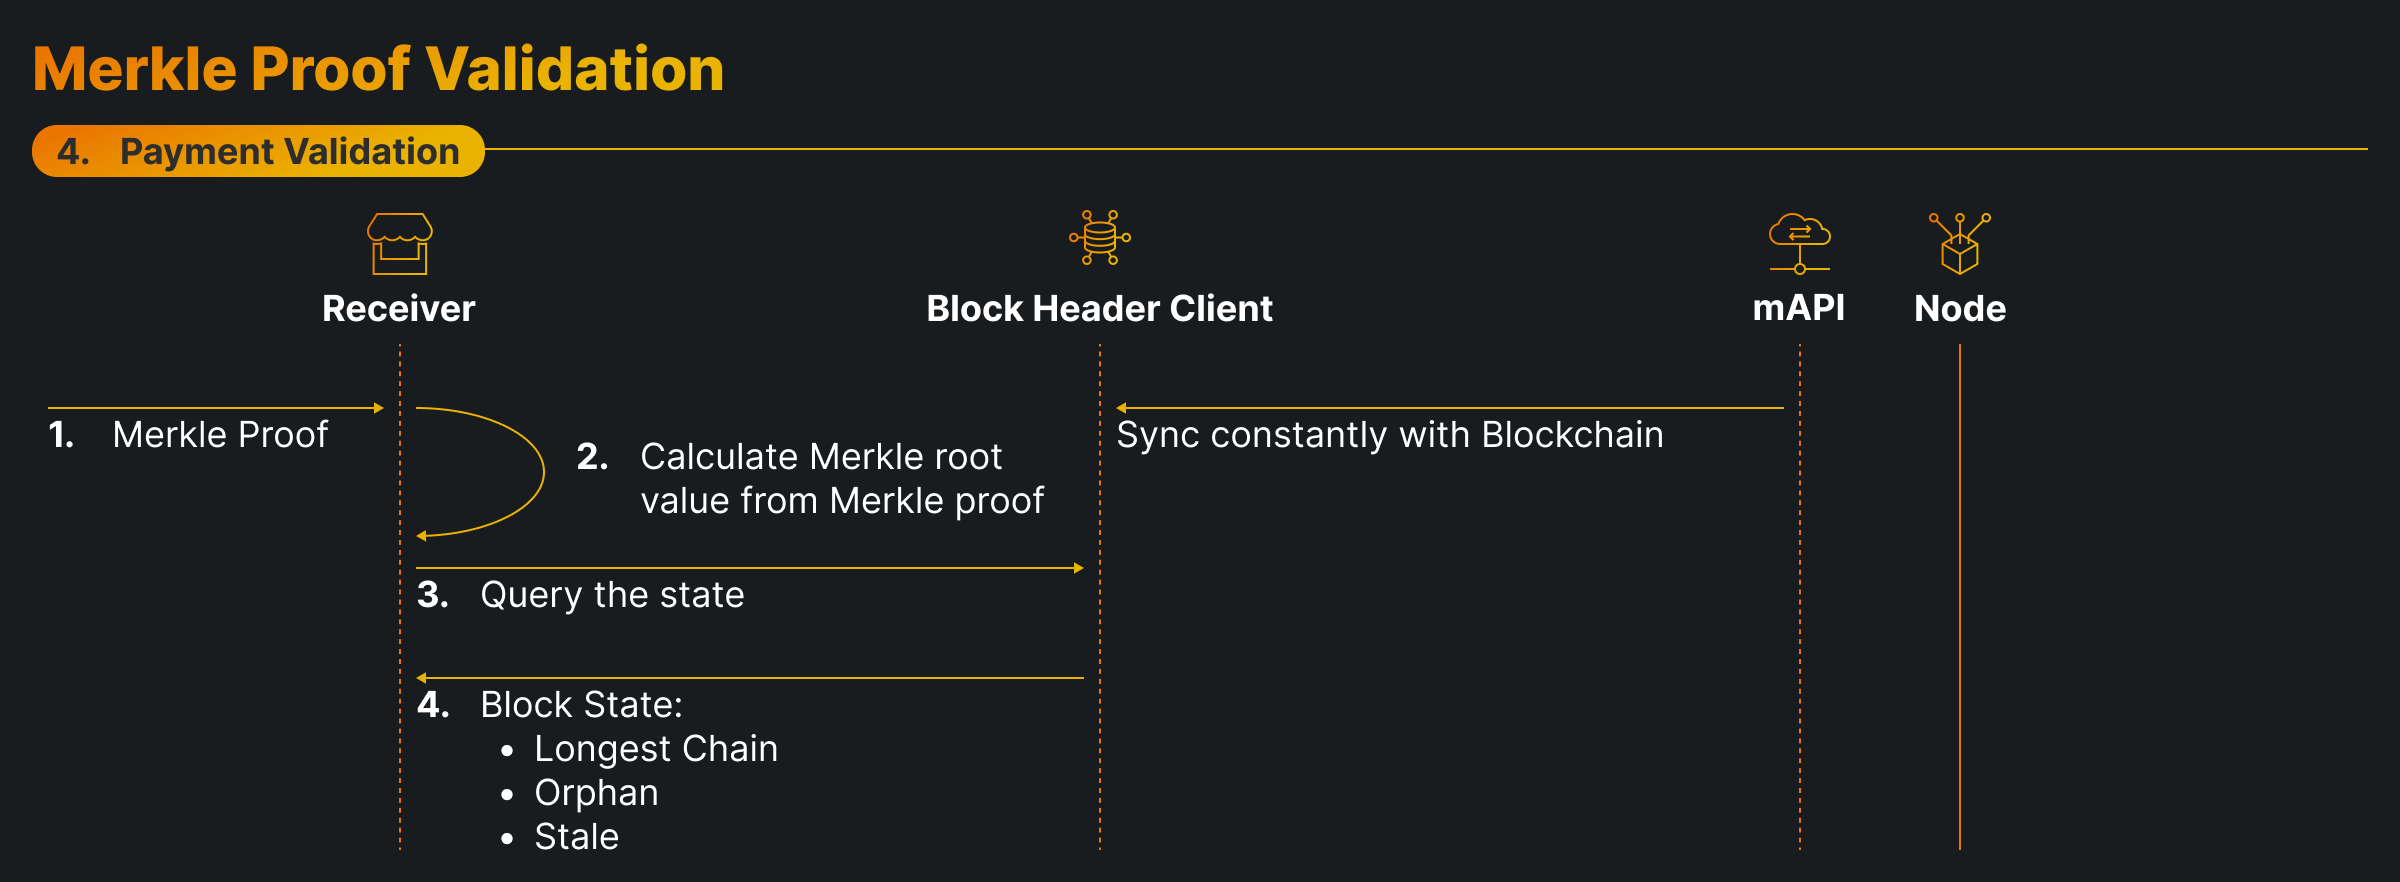 Merkle Proof Validation
4. Payment Validation
Receiver
Block Header Client
mAPI
Node
1. Merkle Proof
2. Calculate Merkle root
value from Merkle proof
Sync constantly with Blockchain
3. Query the state
4. Block State:
• Longest Chain
• Orphan
• Stale